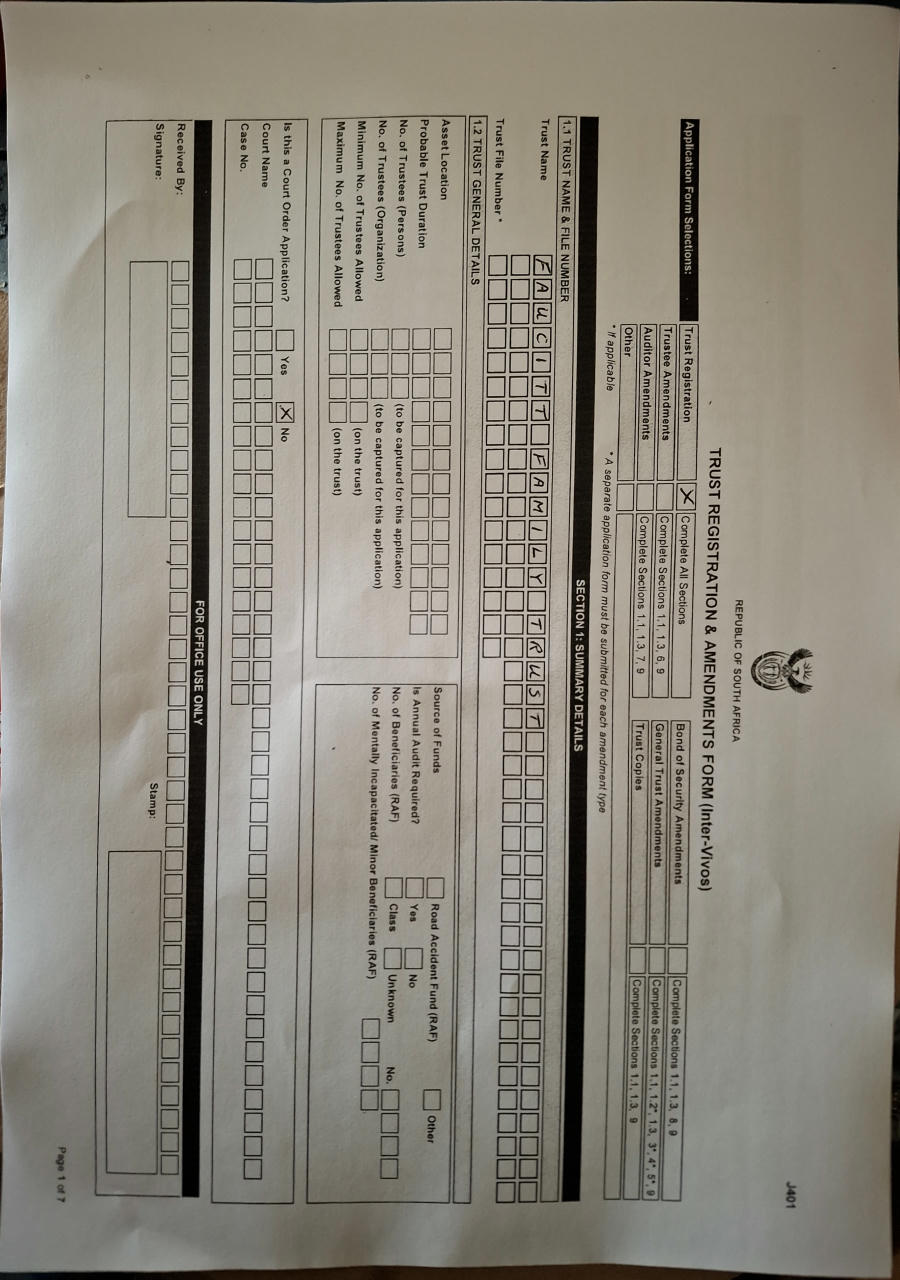 J401
REPUBLIC OF SOUTH AFRICA
TRUST REGISTRATION & AMENDMENTS FORM (Inter-Vivos)
Application Form Selections:
Trust Registration X Complete All Sections
Trustee Amendments Complete Sections 1.1, 1.3, 6, 9
Auditor Amendments Complete Sections 1.1, 1.3, 7, 9
Other
Bond of Security Amendments Complete Sections 1.1, 1.3, 8, 9
General Trust Amendments Complete Sections 1.1, 1.2*, 1.3, 3*, 4*, 5*, 9
Trust Copies Complete Sections 1.1, 1.3, 9
* If applicable * A separate application form must be submitted for each amendment type
SECTION 1: SUMMARY DETAILS
1.1 TRUST NAME & FILE NUMBER
Trust Name FAUCITT FAMILY TRUST
Trust File Number *
1.2 TRUST GENERAL DETAILS
Asset Location
Probable Trust Duration
No. of Trustees (Persons) (to be captured for this application)
No. of Trustees (Organization) (to be captured for this application)
Minimum No. of Trustees Allowed (on the trust)
Maximum No. of Trustees Allowed (on the trust)
Source of Funds Road Accident Fund (RAF) Other
Is Annual Audit Required? Yes No
No. of Beneficiaries (RAF) Class Unknown No.
No. of Mentally Incapacitated/ Minor Beneficiaries (RAF)
Is this a Court Order Application? Yes X No
Court Name
Case No.
FOR OFFICE USE ONLY
Received By:
Signature:
Stamp:
Page 1 of 7